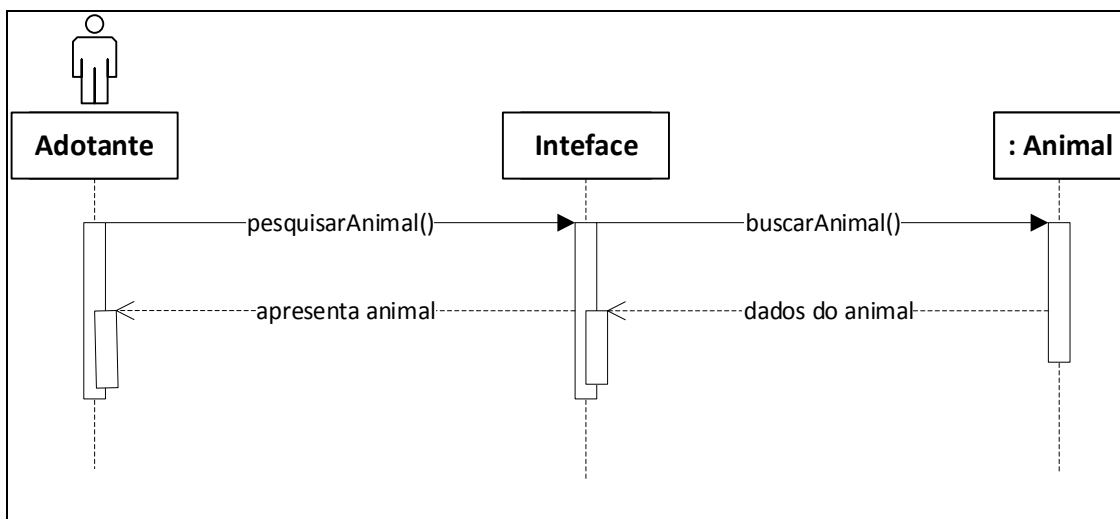 Adotante
Inteface
: Animal
pesquisarAnimal()
buscarAnimal()
apresenta animal
dados do animal